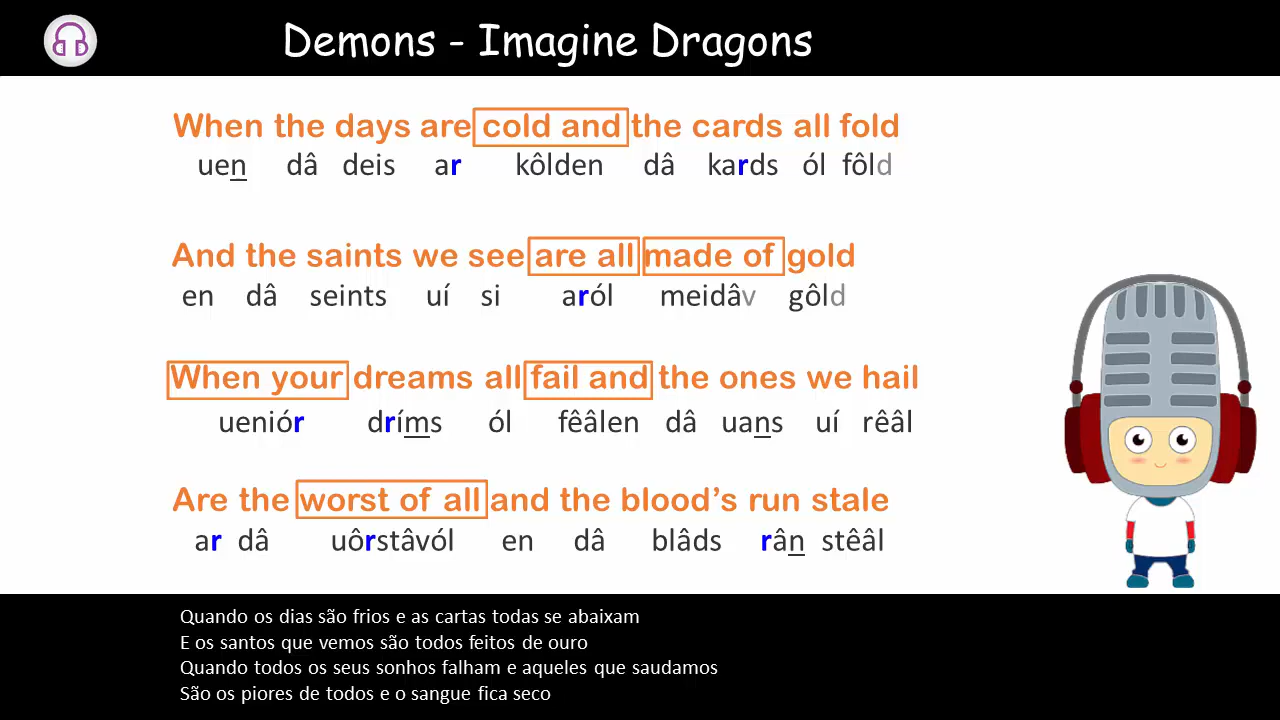 Demons - Imagine Dragons
When the days are cold and the cards all fold
uen dâ deis ar kôlden dâ kards ól fôld
And the saints we see are all made of gold
en dâ seints uí si aról meidâv gôld
When your dreams all fail and the ones we hail
ueniór dríms ól fêâlen dâ uans uí rêâl
Are the worst of all and the blood’s run stale
ar dâ uôrstâvól en dâ blâds rân stêâl
Quando os dias são frios e as cartas todas se abaixam
E os santos que vemos são todos feitos de ouro
Quando todos os seus sonhos falham e aqueles que saudamos
São os piores de todos e o sangue fica seco